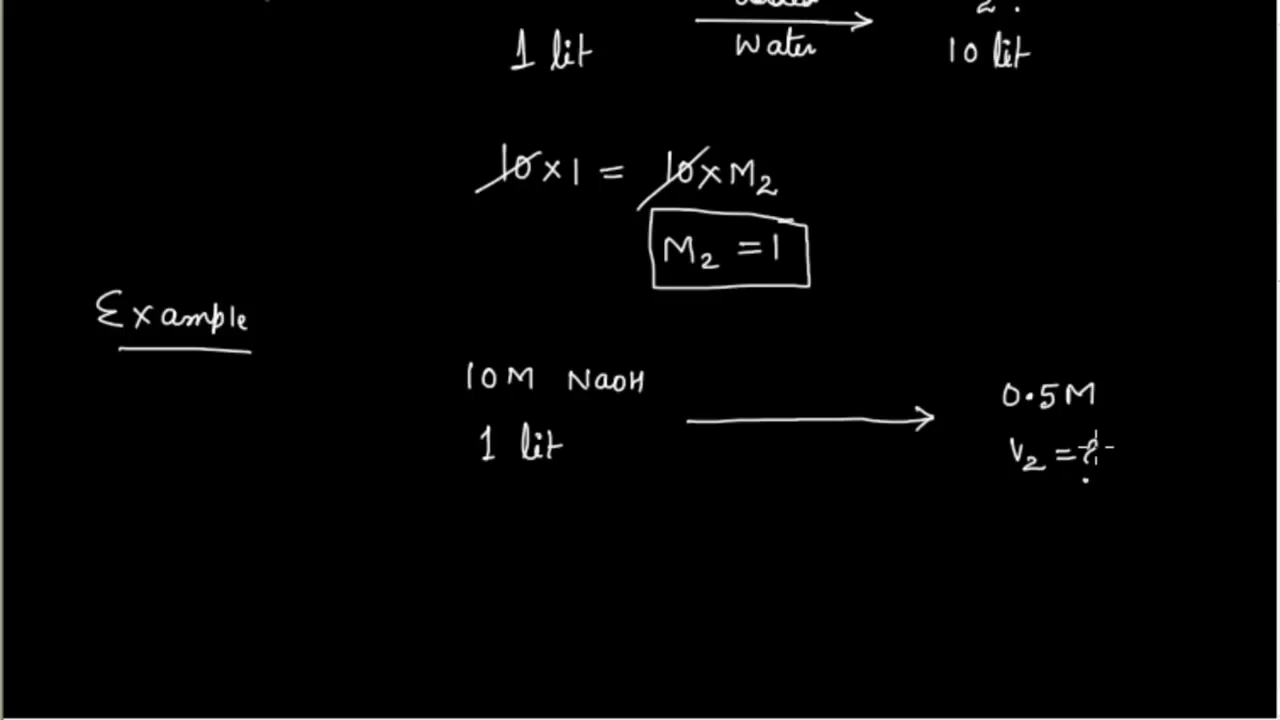 2 .
1 lit Water 10 lit
10 x 1 = 10 x M2
M2 = 1
Example
10M NaOH 0.5M
1 lit V2 = ?